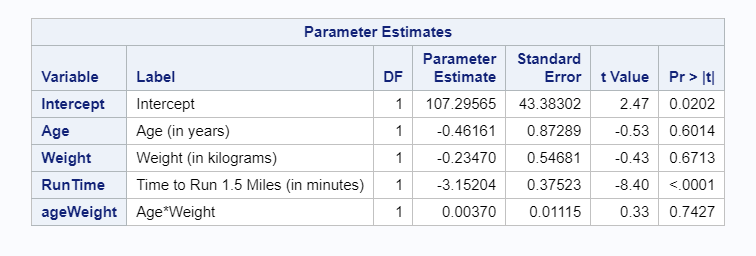 Parameter Estimates
Variable Label DF Parameter Estimate Standard Error t Value Pr > |t|
Intercept Intercept 1 107.29565 43.38302 2.47 0.0202
Age Age (in years) 1 -0.46161 0.87289 -0.53 0.6014
Weight Weight (in kilograms) 1 -0.23470 0.54681 -0.43 0.6713
RunTime Time to Run 1.5 Miles (in minutes) 1 -3.15204 0.37523 -8.40 <.0001
ageWeight Age*Weight 1 0.00370 0.01115 0.33 0.7427